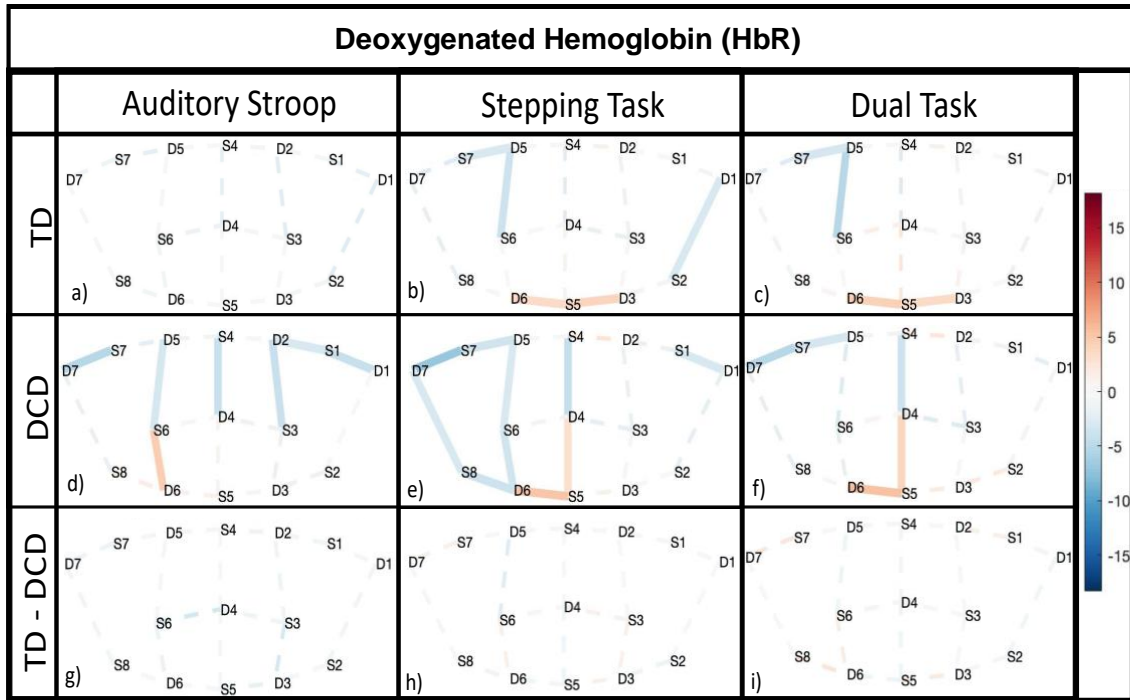 Deoxygenated Hemoglobin (HbR)
Auditory Stroop Stepping Task Dual Task
TD
S7 D5 S4 D2 S1
D7 D1
S6 D4 S3
S8 S2
a) D6 S5 D3
S7 D5 S4 D2 S1
D7 D1
S6 D4 S3
S8 S2
b) D6 S5 D3
S7 D5 S4 D2 S1
D7 D1
S6 D4 S3
S8 S2
c) D6 S5 D3
DCD
S7 D5 S4 D2 S1
D7 D1
S6 D4 S3
S8 S2
d) D6 S5 D3
S7 D5 S4 D2 S1
D7 D1
S6 D4 S3
S8 S2
e) D6 S5 D3
S7 D5 S4 D2 S1
D7 D1
S6 D4 S3
S8 S2
f) D6 S5 D3
TD - DCD
S7 D5 S4 D2 S1
D7 D1
S6 D4 S3
S8 S2
g) D6 S5 D3
S7 D5 S4 D2 S1
D7 D1
S6 D4 S3
S8 S2
h) D6 S5 D3
S7 D5 S4 D2 S1
D7 D1
S6 D4 S3
S8 S2
i) D6 S5 D3
15
10
5
0
-5
-10
-15